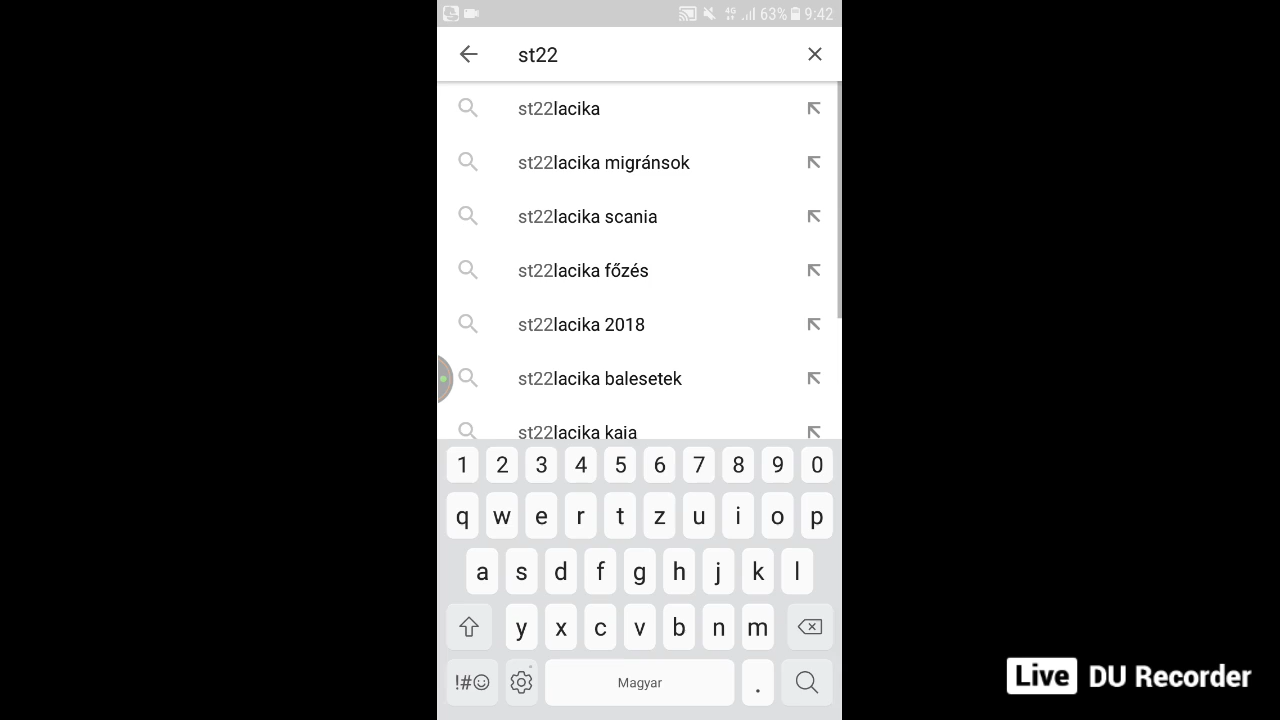 4G 63% 9:42
st22
st22lacika
st22lacika migránsok
st22lacika scania
st22lacika főzés
st22lacika 2018
st22lacika balesetek
st22lacika kaja
1 2 3 4 5 6 7 8 9 0
q w e r t z u i o p
a s d f g h j k l
y x c v b n m
!#☺ Magyar .
Live DU Recorder